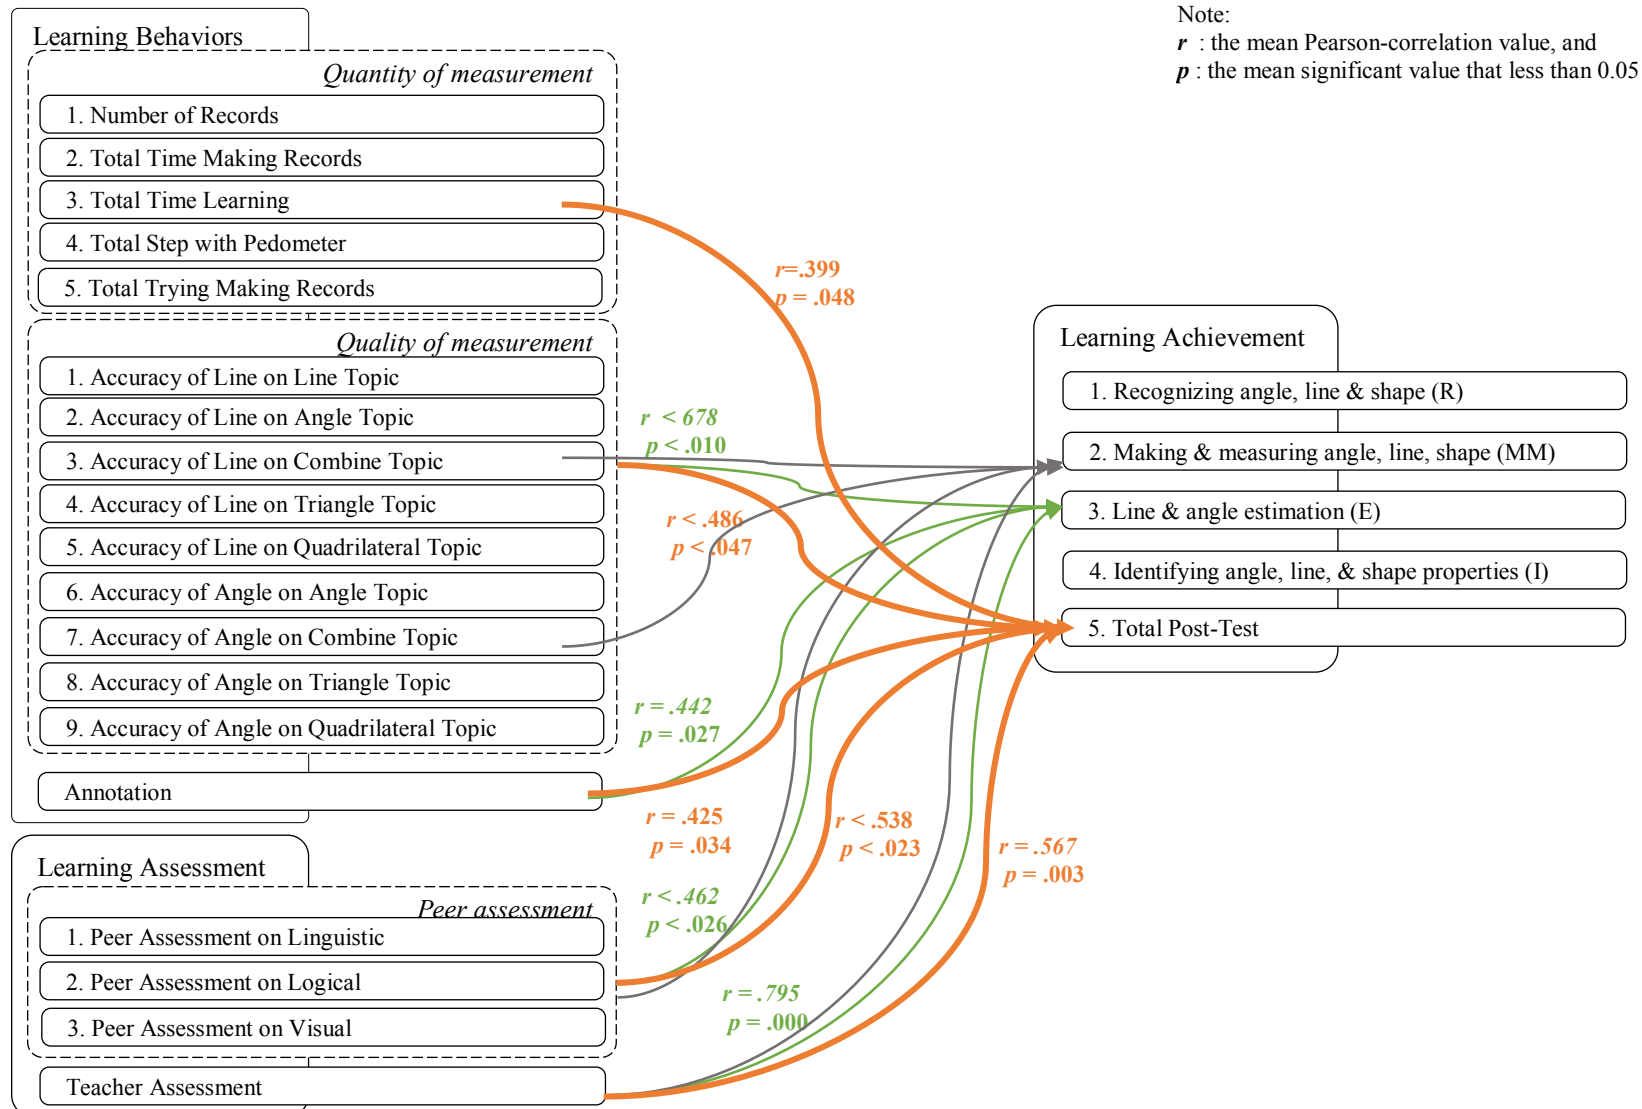 Note:
r : the mean Pearson-correlation value, and
p : the mean significant value that less than 0.05
Learning Behaviors
Quantity of measurement
1. Number of Records
2. Total Time Making Records
3. Total Time Learning
4. Total Step with Pedometer
5. Total Trying Making Records
Quality of measurement
1. Accuracy of Line on Line Topic
2. Accuracy of Line on Angle Topic
3. Accuracy of Line on Combine Topic
4. Accuracy of Line on Triangle Topic
5. Accuracy of Line on Quadrilateral Topic
6. Accuracy of Angle on Angle Topic
7. Accuracy of Angle on Combine Topic
8. Accuracy of Angle on Triangle Topic
9. Accuracy of Angle on Quadrilateral Topic
Annotation
Learning Assessment
Peer assessment
1. Peer Assessment on Linguistic
2. Peer Assessment on Logical
3. Peer Assessment on Visual
Teacher Assessment
r=.399
p = .048
r < 678
p < .010
r < .486
p < .047
r = .442
p = .027
r = .425
p = .034
r < .538
p < .023
r = .567
p = .003
r < .462
p < .026
r = .795
p = .000
Learning Achievement
1. Recognizing angle, line & shape (R)
2. Making & measuring angle, line, shape (MM)
3. Line & angle estimation (E)
4. Identifying angle, line, & shape properties (I)
5. Total Post-Test